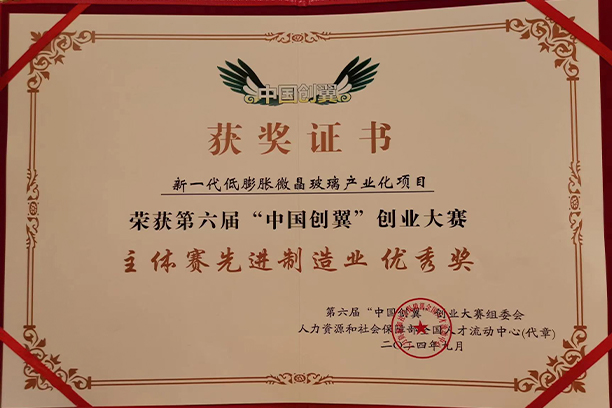 中国创翼
获奖证书
新一代低膨胀微晶玻璃产业化项目
荣获第六届“中国创翼”创业大赛
主体赛先进制造业优秀奖
第六届“中国创翼”创业大赛组委会
人力资源和社会保障部全国人才流动中心(代章)
二〇二四年九月